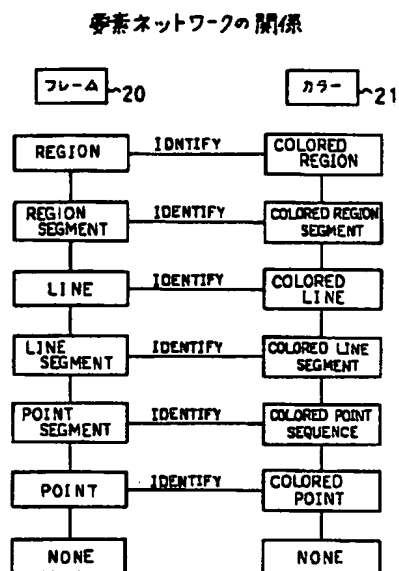 要素ネットワークの関係
フレーム ~20
カラー ~21
REGION
IDNTIFY
COLORED
REGION
REGION
SEGMENT
IDENTIFY
COLORED REGION
SEGMENT
LINE
IDENTIFY
COLORED
LINE
LINE
SEGMENT
IDENTIFY
COLORED LINE
SEGMENT
POINT
SEGMENT
IDENTIFY
COLORED POINT
SEQUENCE
POINT
IDENTIFY
COLORED
POINT
NONE
NONE